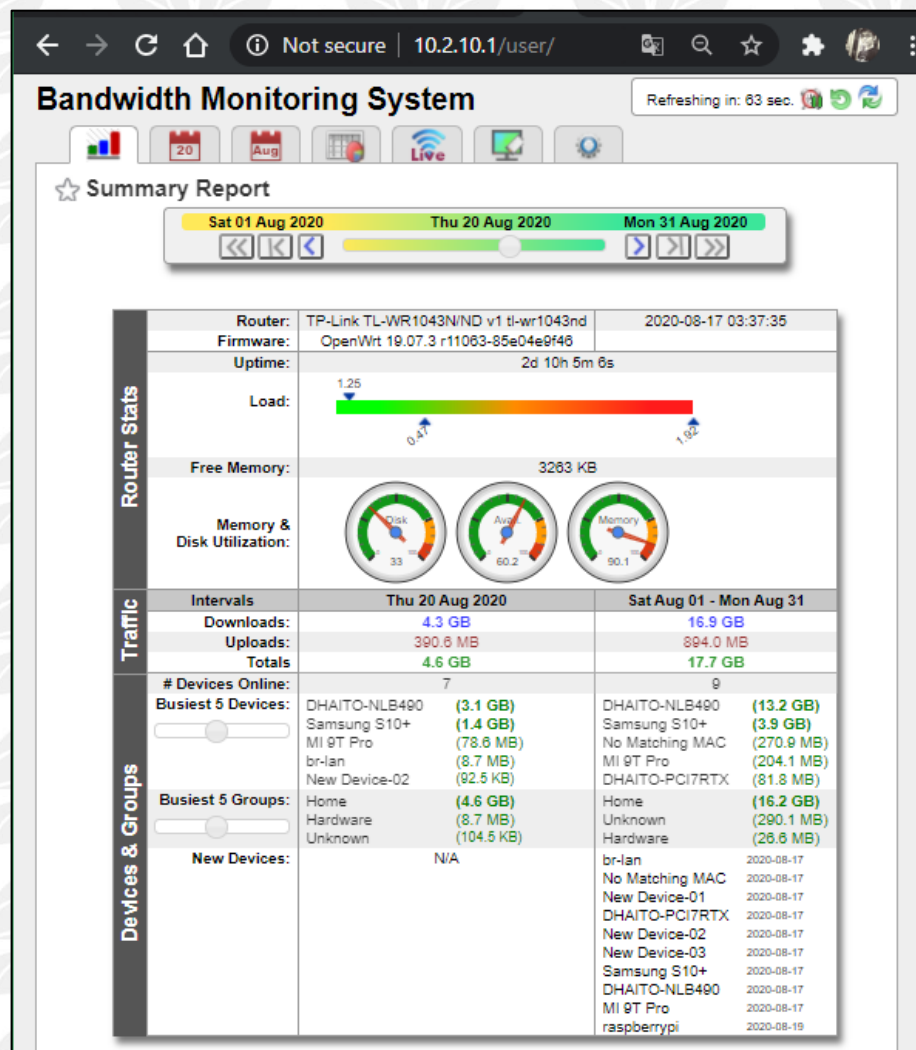 Not secure | 10.2.10.1/user/
Bandwidth Monitoring System
Refreshing in: 63 sec.
20 Aug Live
Summary Report
Sat 01 Aug 2020 Thu 20 Aug 2020 Mon 31 Aug 2020
Router Stats
Router: TP-Link TL-WR1043N/ND v1 tl-wr1043nd 2020-08-17 03:37:35
Firmware: OpenWrt 19.07.3 r11063-85e04e9f46
Uptime: 2d 10h 5m 6s
1.25
Load:
0.47 1.92
Free Memory: 3263 KB
Memory & Disk Utilization:
Disk Avail. Memory
33 60.2 90.1
Traffic
Intervals Thu 20 Aug 2020 Sat Aug 01 - Mon Aug 31
Downloads: 4.3 GB 16.9 GB
Uploads: 390.6 MB 894.0 MB
Totals 4.6 GB 17.7 GB
Devices & Groups
# Devices Online: 7 9
Busiest 5 Devices: DHAITO-NLB490 (3.1 GB) DHAITO-NLB490 (13.2 GB)
Samsung S10+ (1.4 GB) Samsung S10+ (3.9 GB)
MI 9T Pro (78.6 MB) No Matching MAC (270.9 MB)
br-lan (8.7 MB) MI 9T Pro (204.1 MB)
New Device-02 (92.5 KB) DHAITO-PCI7RTX (81.8 MB)
Busiest 5 Groups: Home (4.6 GB) Home (16.2 GB)
Hardware (8.7 MB) Unknown (290.1 MB)
Unknown (104.5 KB) Hardware (26.6 MB)
New Devices: N/A br-lan 2020-08-17
No Matching MAC 2020-08-17
New Device-01 2020-08-17
DHAITO-PCI7RTX 2020-08-17
New Device-02 2020-08-17
New Device-03 2020-08-17
Samsung S10+ 2020-08-17
DHAITO-NLB490 2020-08-17
MI 9T Pro 2020-08-17
raspberrypi 2020-08-19